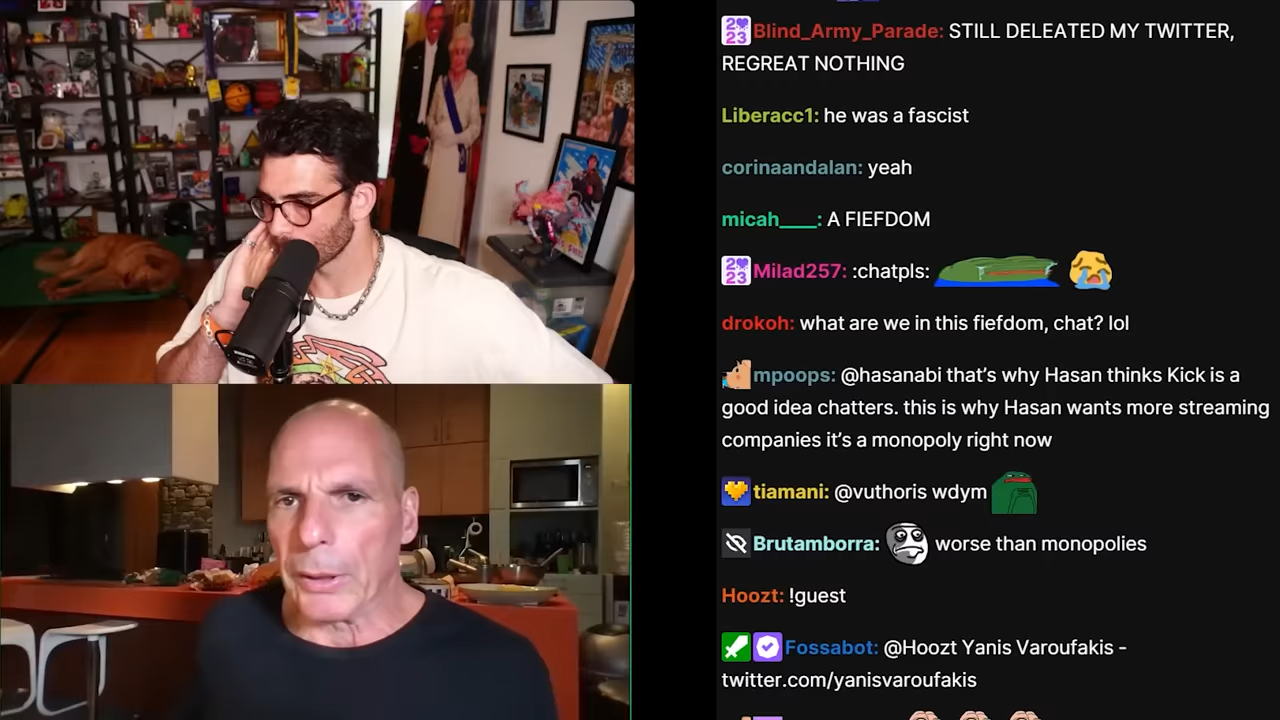 Blind_Army_Parade: STILL DELEATED MY TWITTER,
REGREAT NOTHING
Liberacc1: he was a fascist
corinaandalan: yeah
micah____: A FIEFDOM
Milad257: :chatpls:
drokoh: what are we in this fiefdom, chat? lol
mpoops: @hasanabi that's why Hasan thinks Kick is a
good idea chatters. this is why Hasan wants more streaming
companies it's a monopoly right now
tiamani: @vuthoris wdym
Brutamborra: worse than monopolies
Hoozt: !guest
Fossabot: @Hoozt Yanis Varoufakis -
twitter.com/yanisvaroufakis